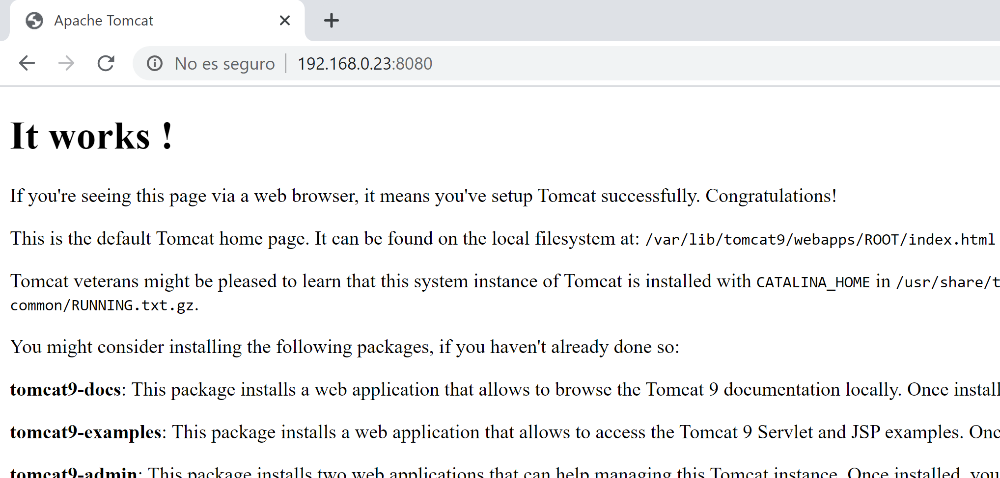 Apache Tomcat
No es seguro 192.168.0.23:8080
It works !
If you're seeing this page via a web browser, it means you've setup Tomcat successfully. Congratulations!
This is the default Tomcat home page. It can be found on the local filesystem at: /var/lib/tomcat9/webapps/ROOT/index.html
Tomcat veterans might be pleased to learn that this system instance of Tomcat is installed with CATALINA_HOME in /usr/share/t
common/RUNNING.txt.gz.
You might consider installing the following packages, if you haven't already done so:
tomcat9-docs: This package installs a web application that allows to browse the Tomcat 9 documentation locally. Once install
tomcat9-examples: This package installs a web application that allows to access the Tomcat 9 Servlet and JSP examples. Onc
tomcat9-admin: This package installs two web applications that can help managing this Tomcat instance. Once installed, you